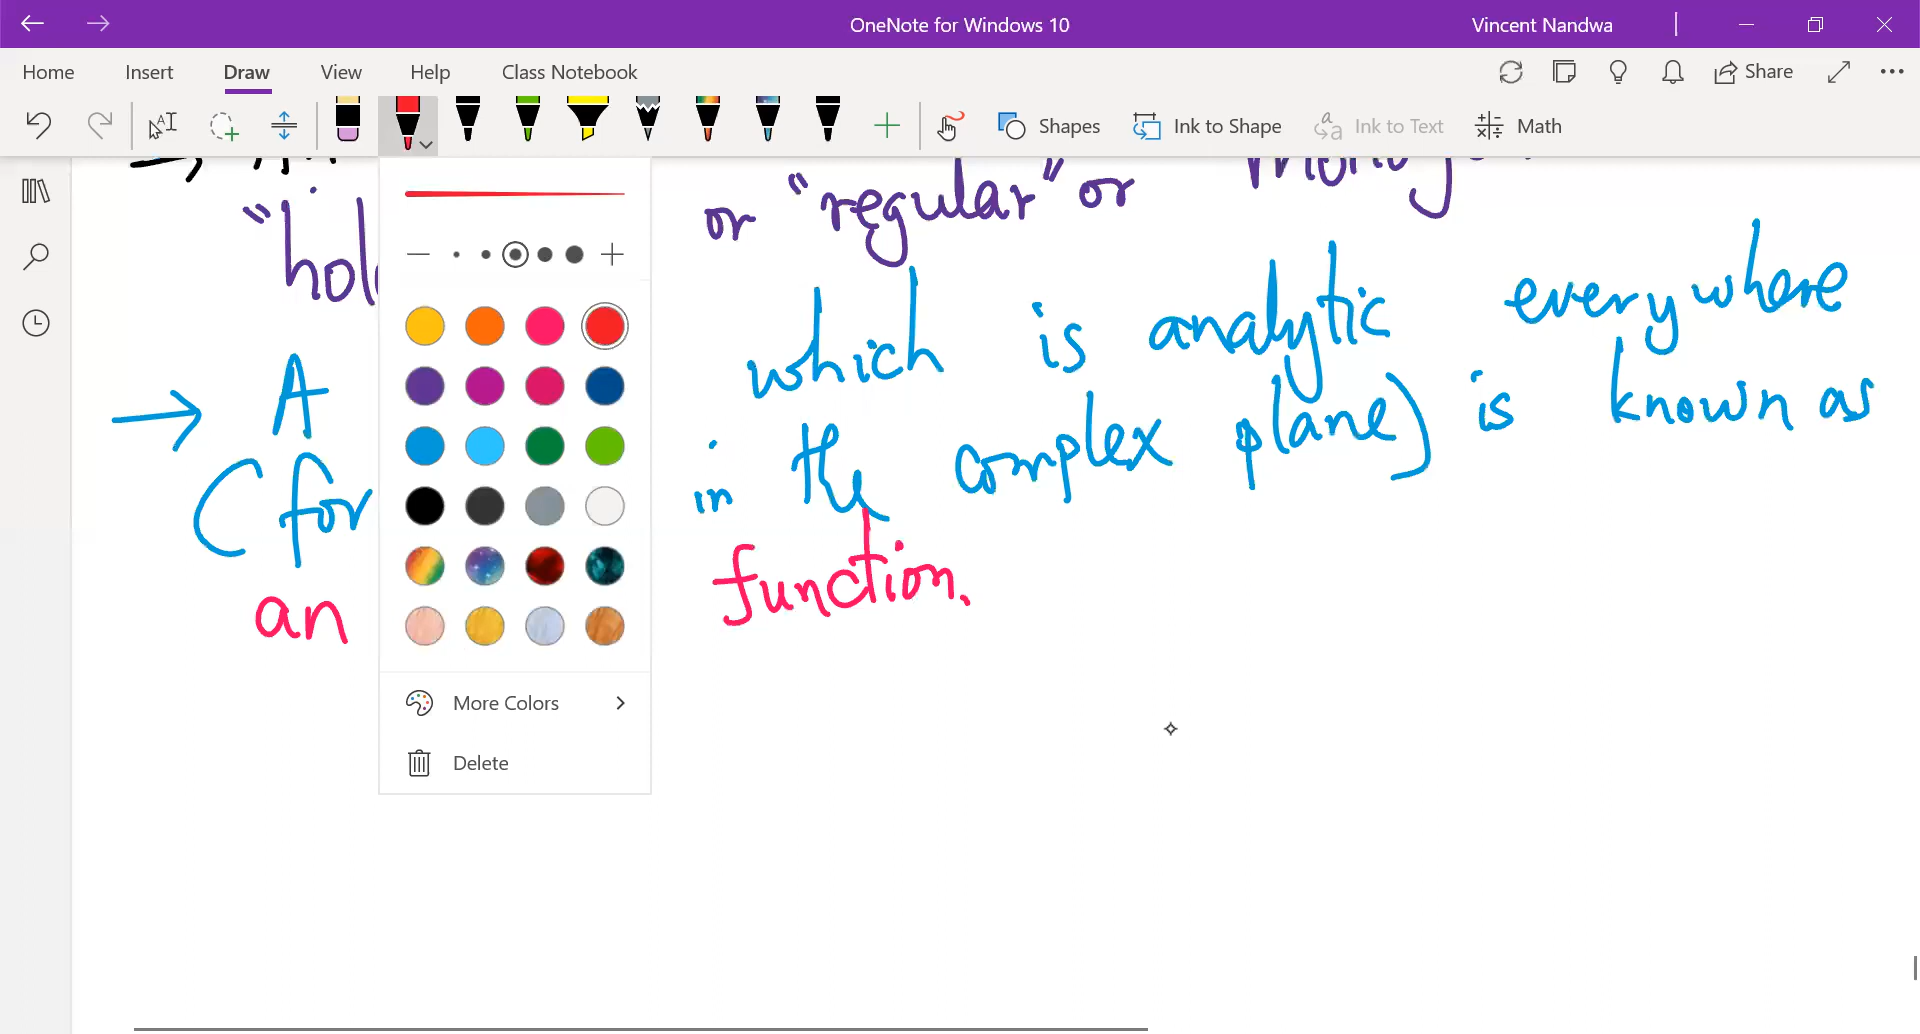 OneNote for Windows 10
Vincent Nandwa
Home Insert Draw View Help Class Notebook
Share
Shapes Ink to Shape Ink to Text Math
or "regular" or
A which is analytic everywhere
(for in the complex plane) is known as
an function.
More Colors
Delete